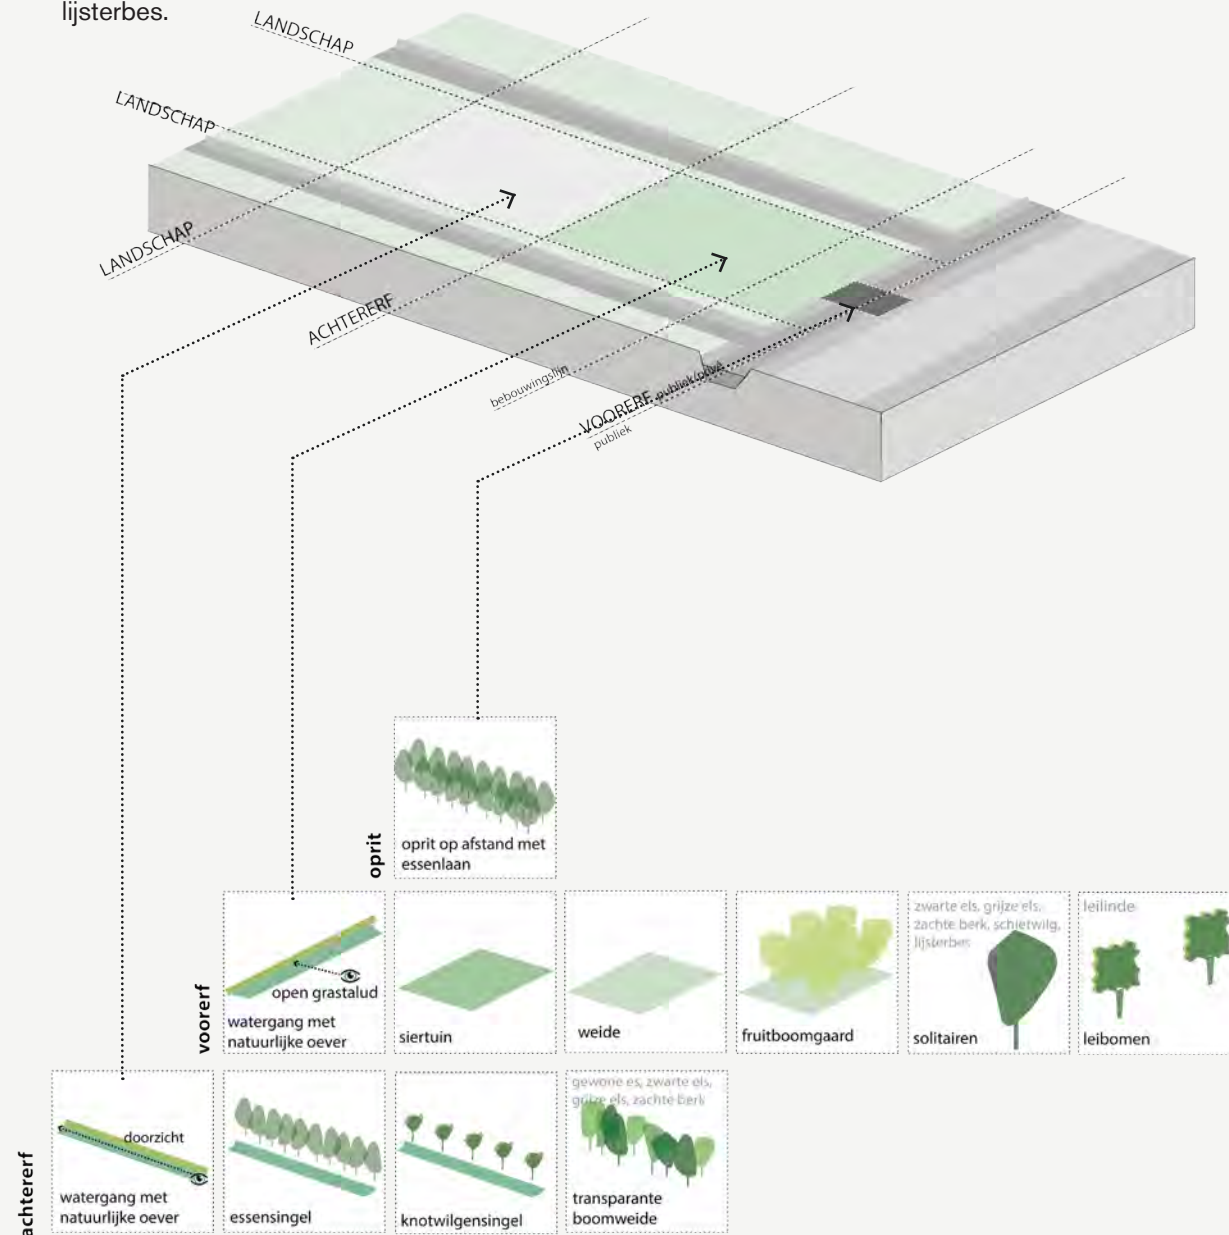 lijsterbes.
LANDSCHAP
LANDSCHAP
LANDSCHAP
ACHTERERF
bebouwingslijn
VOORERF publiek/privé
publiek
oprit
oprit op afstand met
essenlaan
voorerf
open grastalud
watergang met
natuurlijke oever
siertuin
weide
fruitboomgaard
zwarte els, grijze els,
zachte berk, schietwilg,
lijsterbes
solitairen
leilinde
leibomen
achtererf
doorzicht
watergang met
natuurlijke oever
essensingel
knotwilgensingel
gewone es, zwarte els,
grijze els, zachte berk
transparante
boomweide